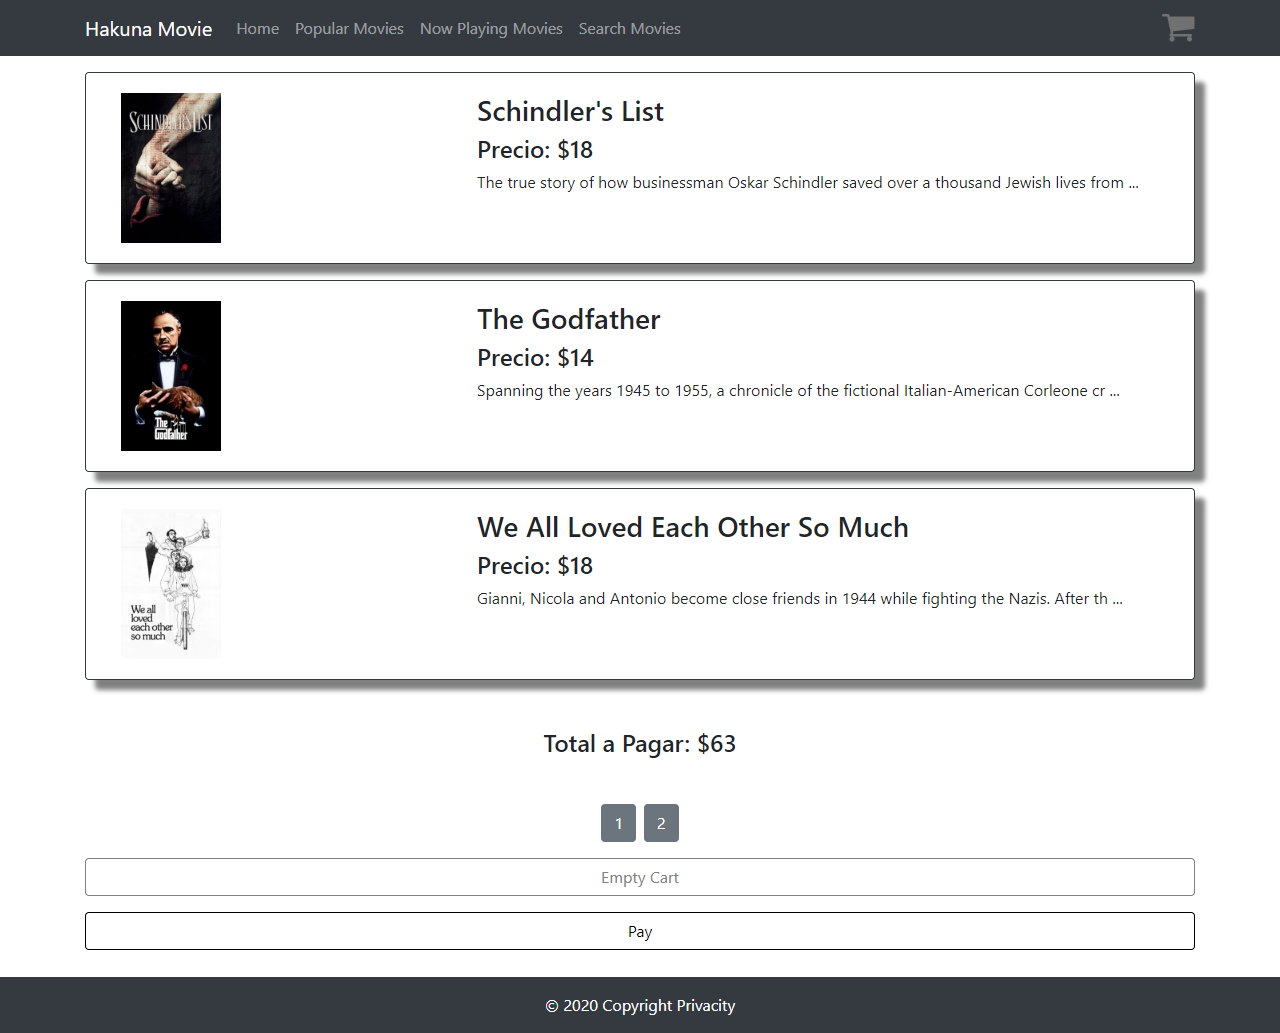 Hakuna Movie Home Popular Movies Now Playing Movies Search Movies
SCHINDLER'S LIST
Schindler's List
Precio: $18
The true story of how businessman Oskar Schindler saved over a thousand Jewish lives from ...
The
Godfather
The Godfather
Precio: $14
Spanning the years 1945 to 1955, a chronicle of the fictional Italian-American Corleone cr ...
We all
loved
each other
so much
We All Loved Each Other So Much
Precio: $18
Gianni, Nicola and Antonio become close friends in 1944 while fighting the Nazis. After th ...
Total a Pagar: $63
1 2
Empty Cart
Pay
© 2020 Copyright Privacity